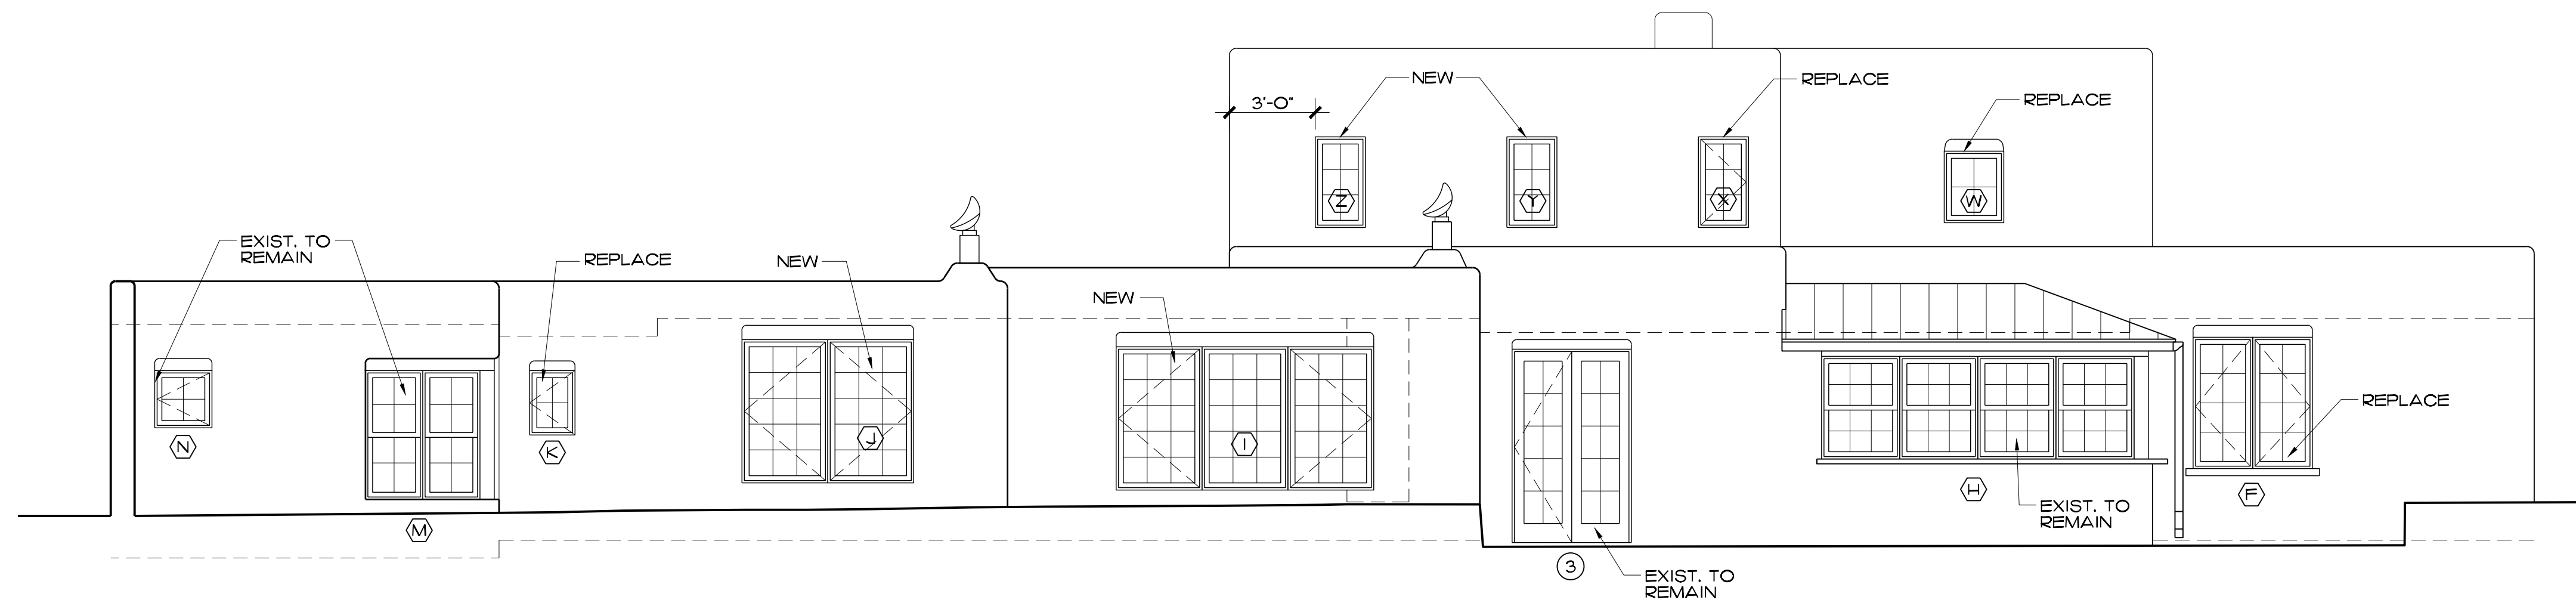 NEW
REPLACE
REPLACE
3'-0"
Z
Y
X
W
EXIST. TO
REMAIN
REPLACE
NEW
NEW
REPLACE
N
K
J
I
H
F
M
EXIST. TO
REMAIN
3
EXIST. TO
REMAIN